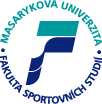 MASARYKOVA UNIVERZITA
FAKULTA SPORTOVNÍCH STUDIÍ